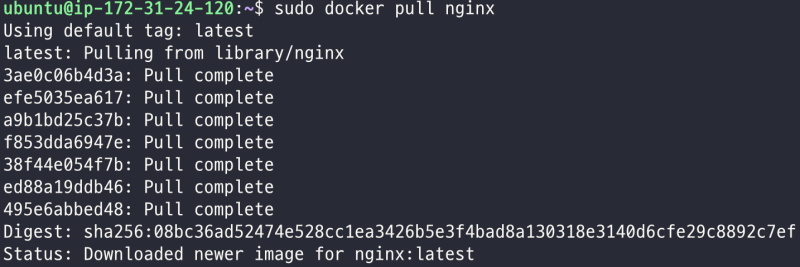 ubuntu@ip-172-31-24-120:~$ sudo docker pull nginx
Using default tag: latest
latest: Pulling from library/nginx
3ae0c06b4d3a: Pull complete
efe5035ea617: Pull complete
a9b1bd25c37b: Pull complete
f853dda6947e: Pull complete
38f44e054f7b: Pull complete
ed88a19ddb46: Pull complete
495e6abbed48: Pull complete
Digest: sha256:08bc36ad52474e528cc1ea3426b5e3f4bad8a130318e3140d6cfe29c8892c7ef
Status: Downloaded newer image for nginx:latest